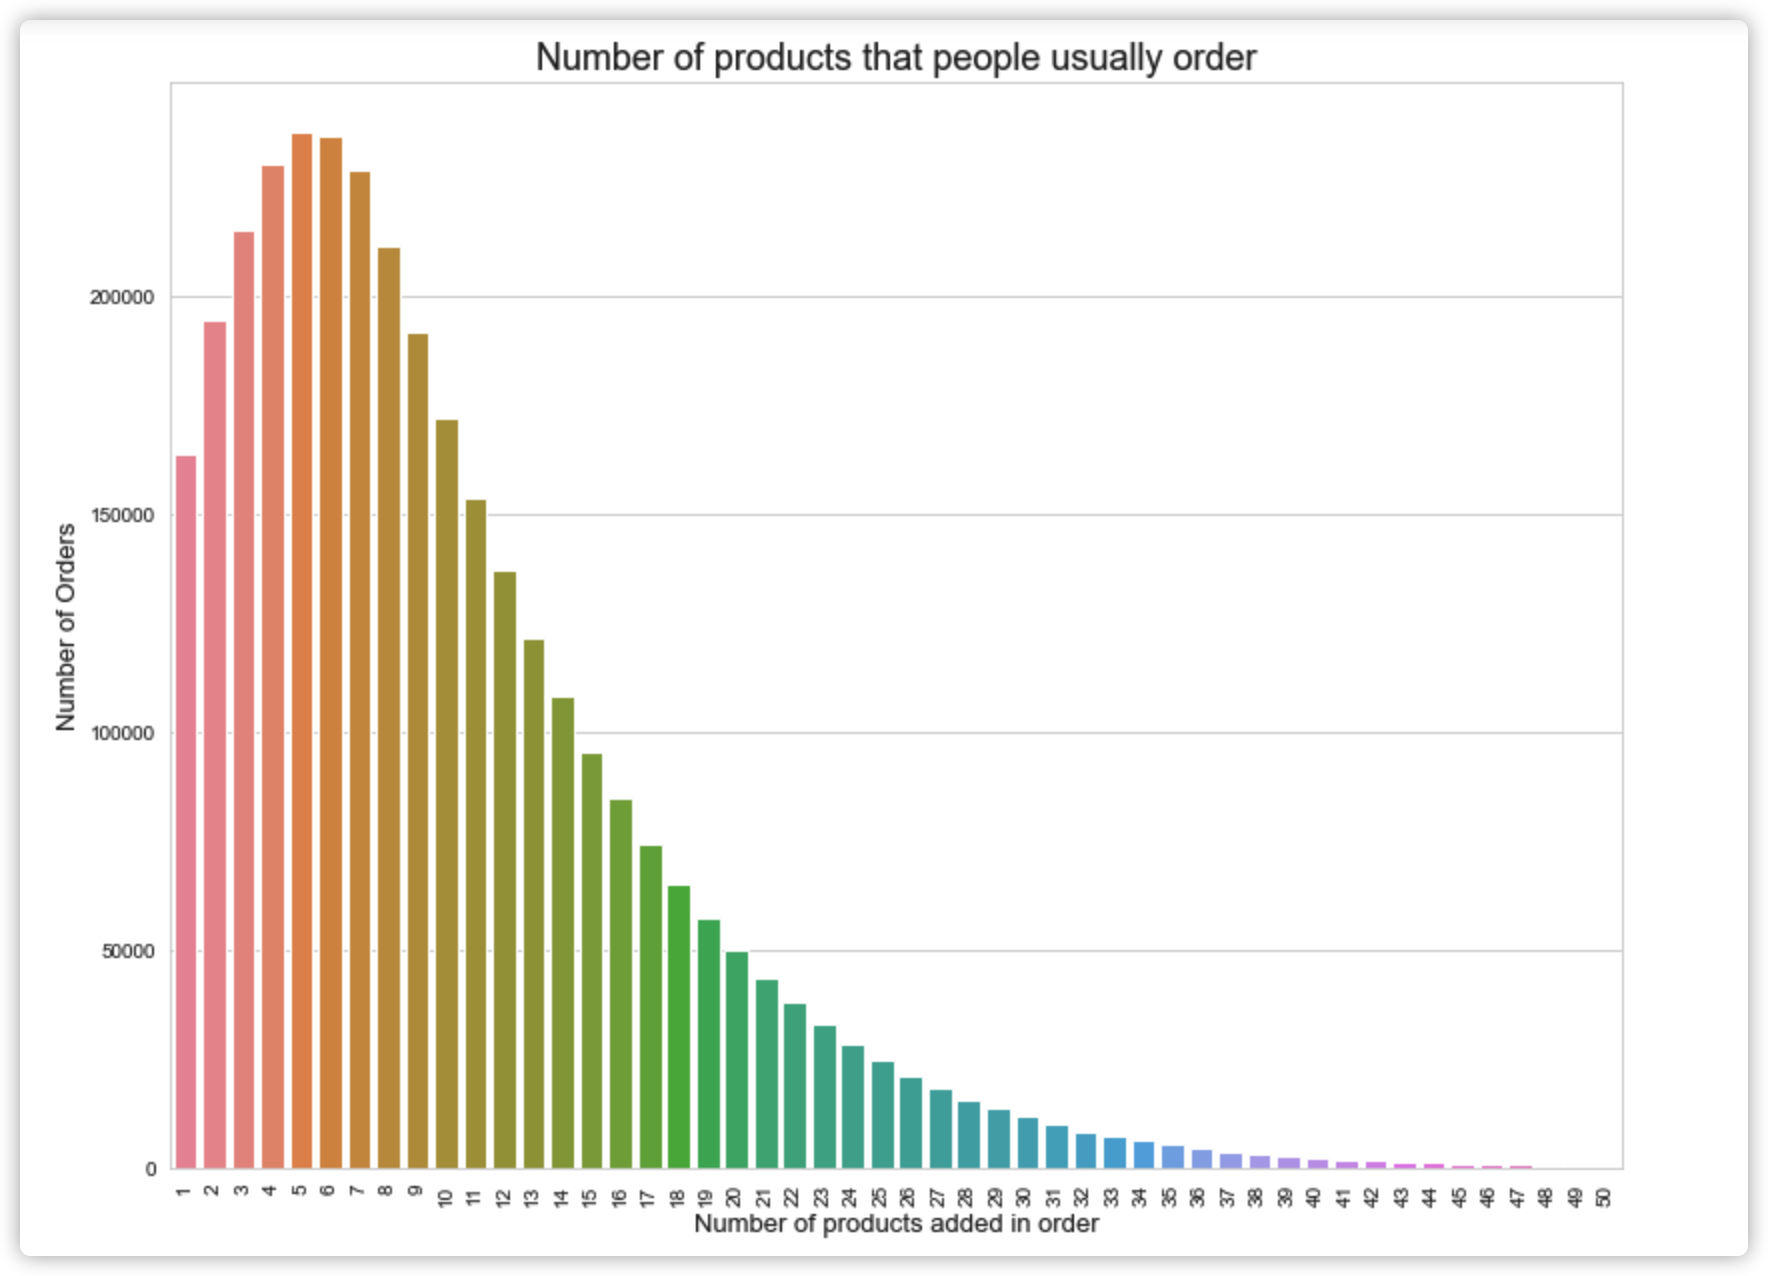 Number of products that people usually order
Number of Orders
200000
150000
100000
50000
0
1 2 3 4 5 6 7 8 9 10 11 12 13 14 15 16 17 18 19 20 21 22 23 24 25 26 27 28 29 30 31 32 33 34 35 36 37 38 39 40 41 42 43 44 45 46 47 48 49 50
Number of products added in order